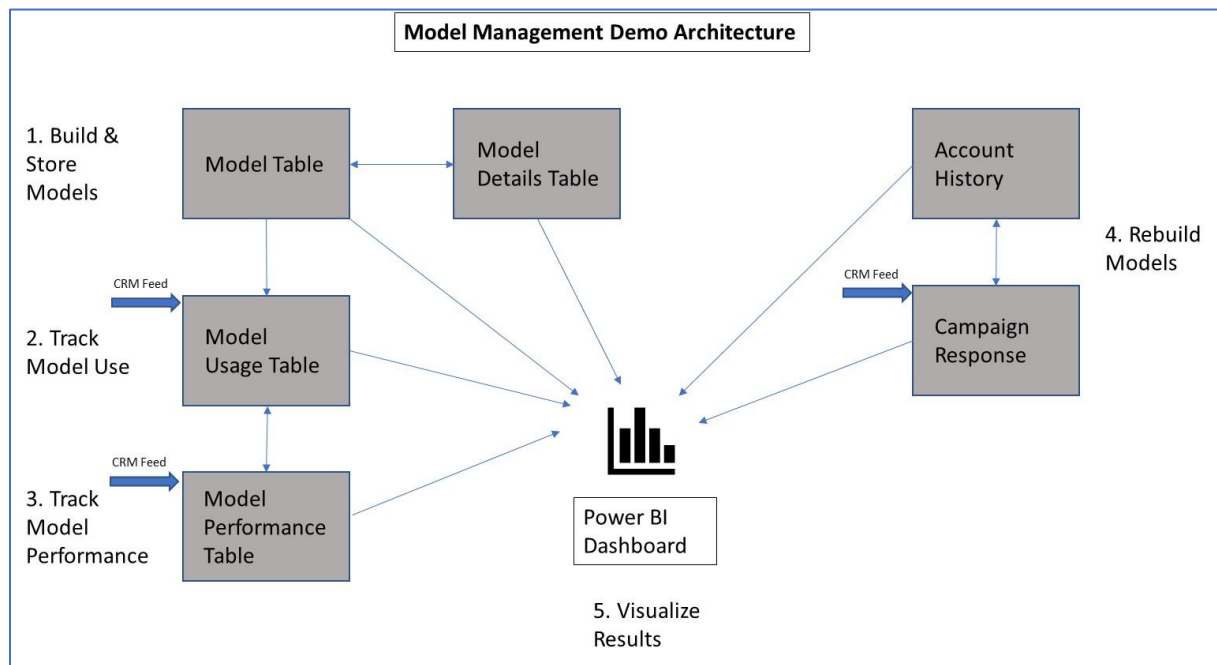 Model Management Demo Architecture
1. Build &
Store
Models
Model Table
Model
Details Table
Account
History
4. Rebuild
Models
CRM Feed
2. Track
Model Use
Model
Usage Table
CRM Feed
Campaign
Response
CRM Feed
3. Track
Model
Performance
Model
Performance
Table
Power BI
Dashboard
5. Visualize
Results